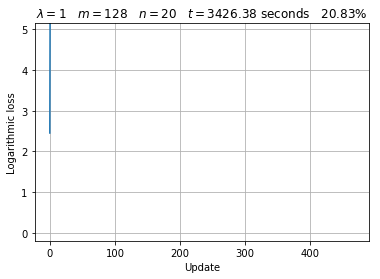 λ = 1 m = 128 n = 20 t = 3426.38 seconds 20.83%
5
4
3
2
1
0
Logarithmic loss
0 100 200 300 400
Update